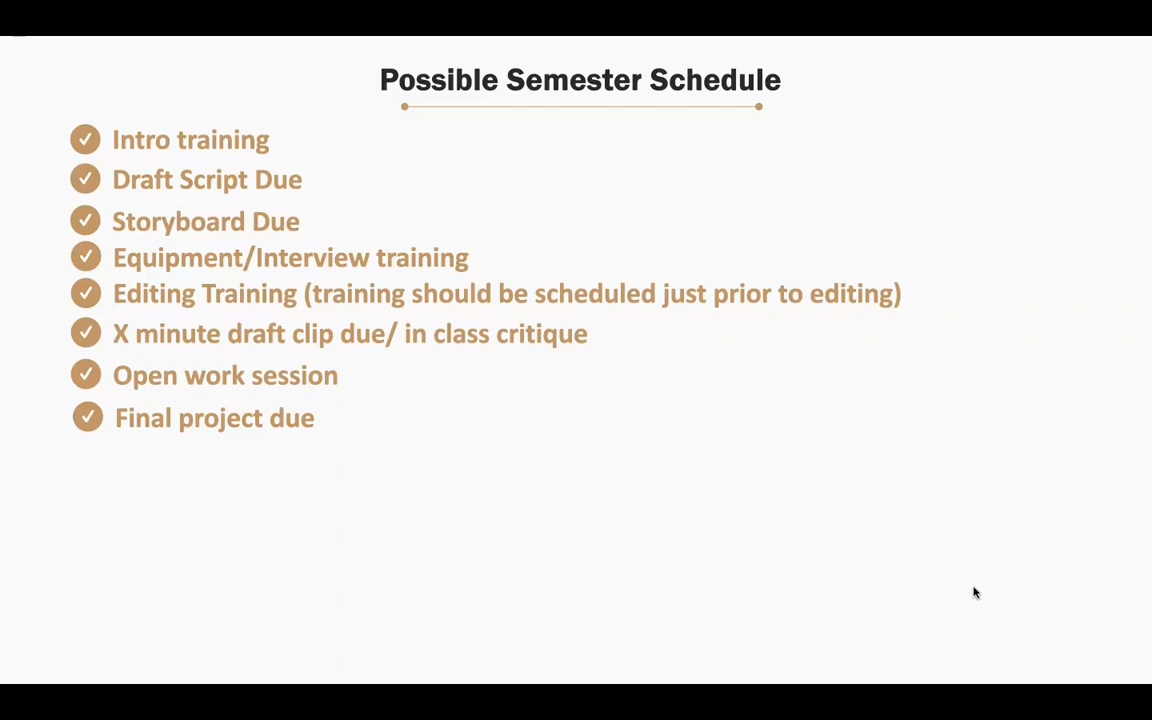 Possible Semester Schedule
Intro training
Draft Script Due
Storyboard Due
Equipment/Interview training
Editing Training (training should be scheduled just prior to editing)
X minute draft clip due/ in class critique
Open work session
Final project due